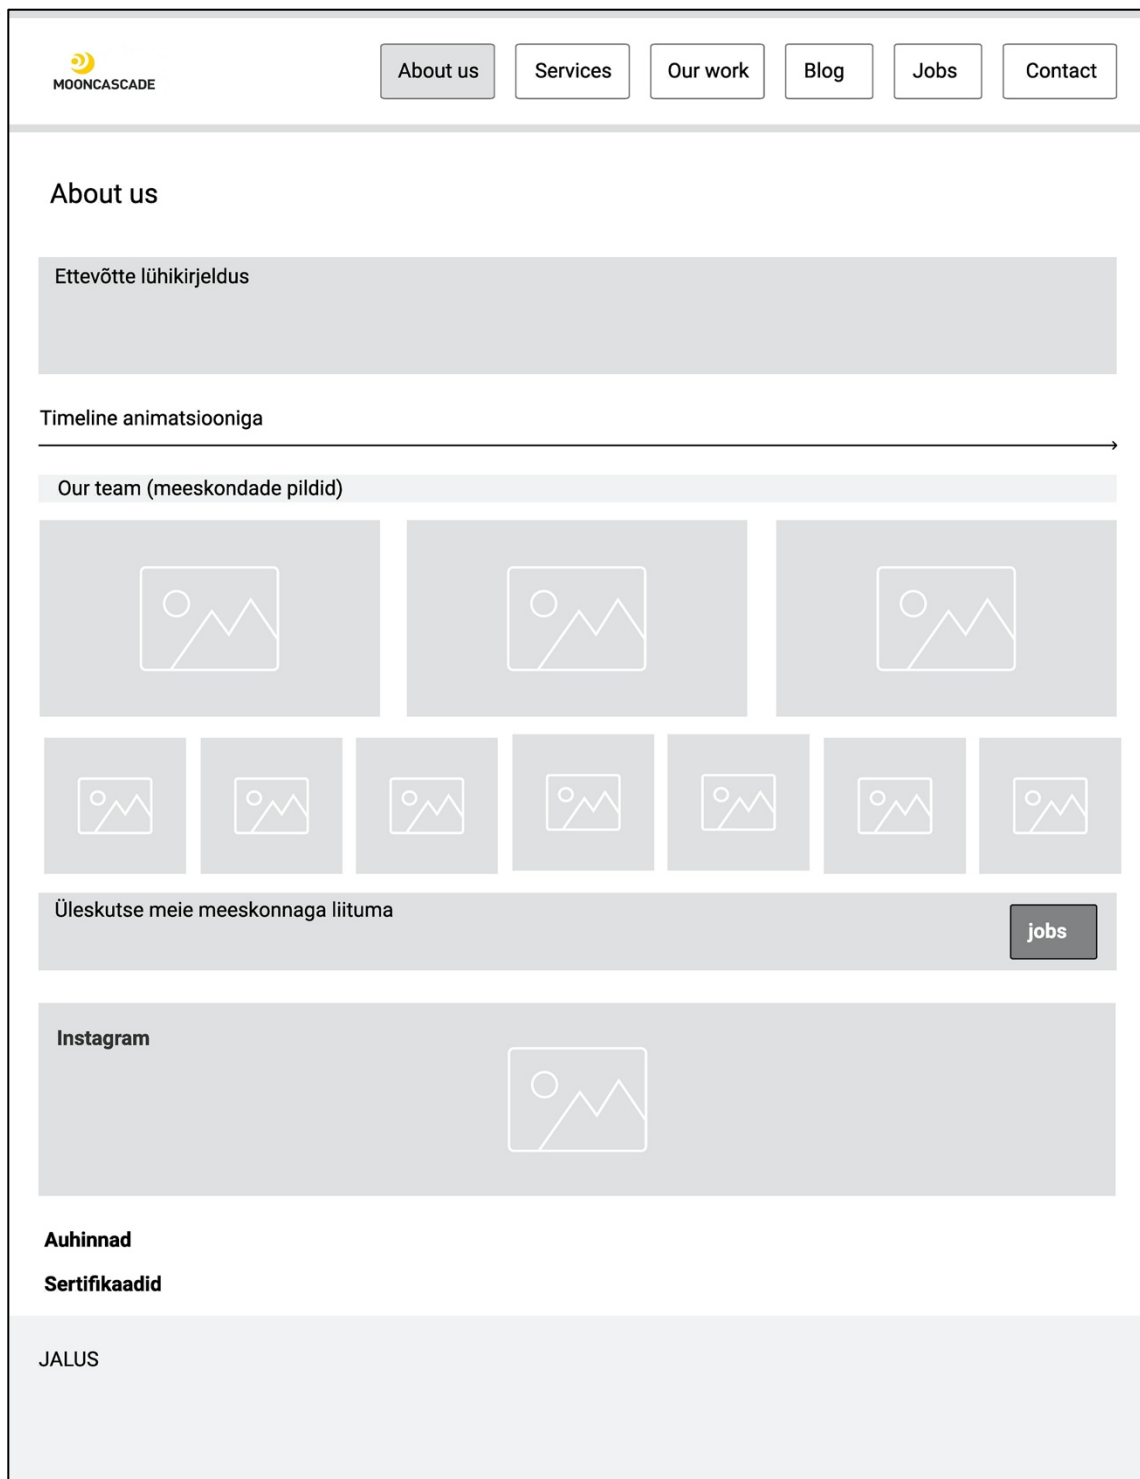 MOONCASCADE
About us
Services
Our work
Blog
Jobs
Contact
About us
Ettevõtte lühikirjeldus
Timeline animatsiooniga
Our team (meeskondade pildid)
Üleskutse meie meeskonnaga liituma
jobs
Instagram
Auhinnad
Sertifikaadid
JALUS